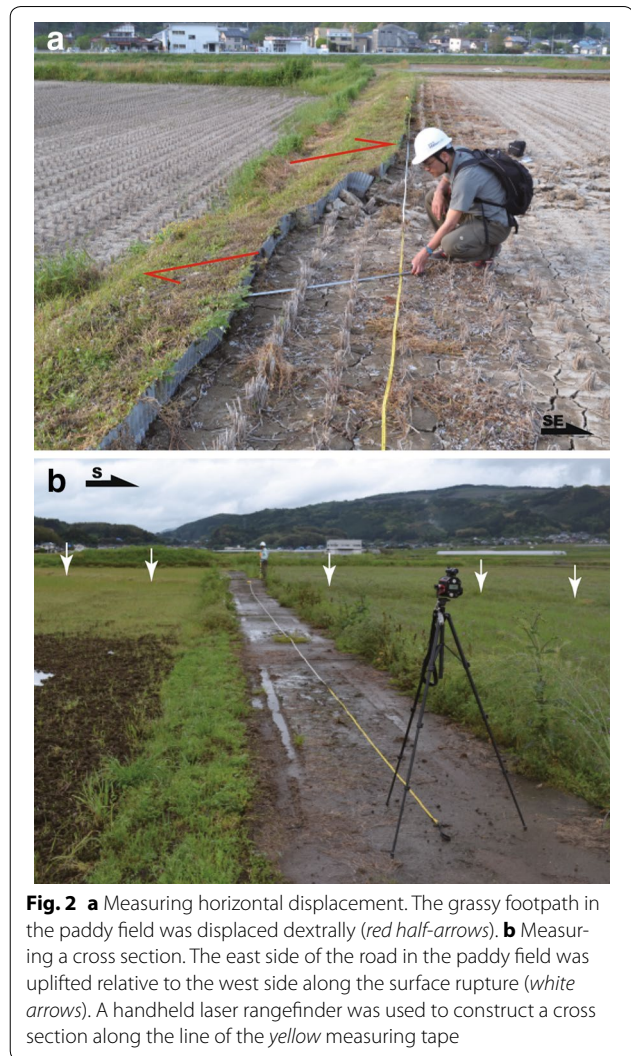 a
SE
b
S
Fig. 2 a Measuring horizontal displacement. The grassy footpath in
the paddy field was displaced dextrally (red half-arrows). b Measur-
ing a cross section. The east side of the road in the paddy field was
uplifted relative to the west side along the surface rupture (white
arrows). A handheld laser rangefinder was used to construct a cross
section along the line of the yellow measuring tape